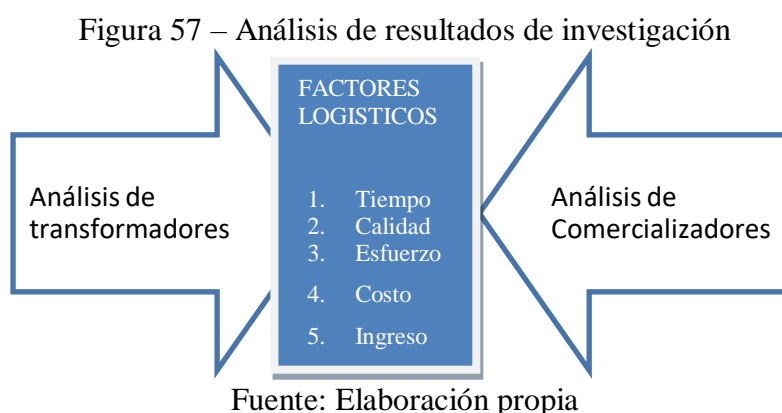 Figura 57 – Análisis de resultados de investigación
FACTORES
LOGISTICOS
1. Tiempo
2. Calidad
3. Esfuerzo
4. Costo
5. Ingreso
Análisis de
transformadores
Análisis de
Comercializadores
Fuente: Elaboración propia